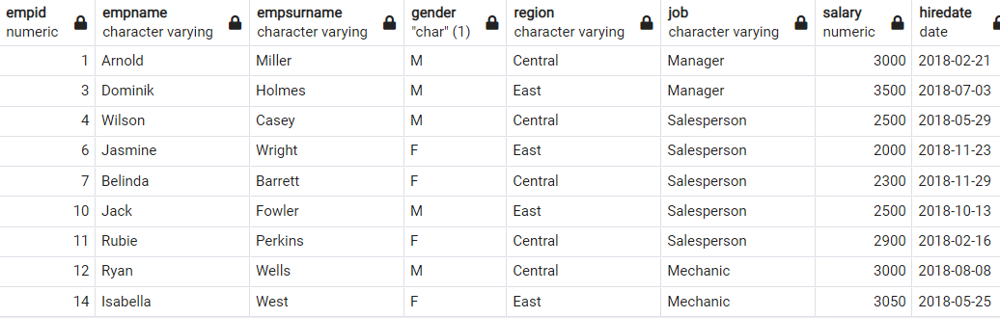 empid empname empsurname gender region job salary hiredate
numeric character varying character varying "char" (1) character varying character varying numeric date
1 Arnold Miller M Central Manager 3000 2018-02-21
3 Dominik Holmes M East Manager 3500 2018-07-03
4 Wilson Casey M Central Salesperson 2500 2018-05-29
6 Jasmine Wright F East Salesperson 2000 2018-11-23
7 Belinda Barrett F Central Salesperson 2300 2018-11-29
10 Jack Fowler M East Salesperson 2500 2018-10-13
11 Rubie Perkins F Central Salesperson 2900 2018-02-16
12 Ryan Wells M Central Mechanic 3000 2018-08-08
14 Isabella West F East Mechanic 3050 2018-05-25